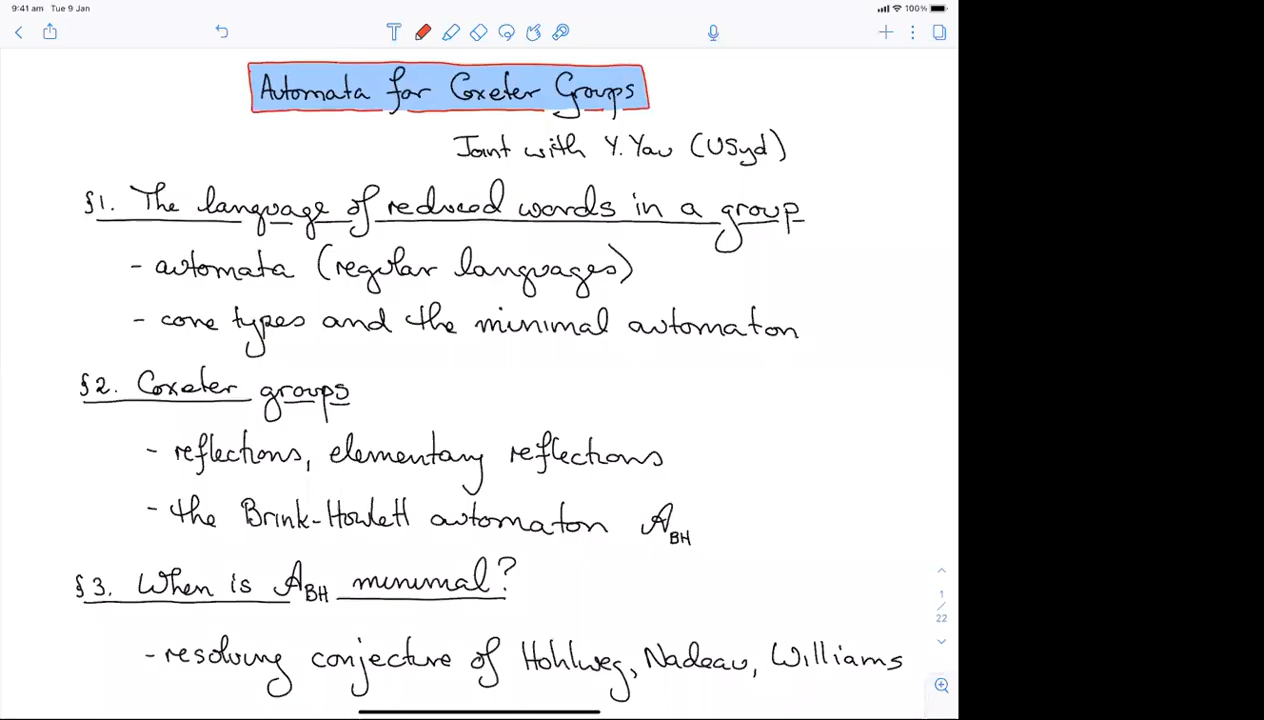 9:41 am Tue 9 Jan
100%
Automata for Coxeter Groups
Joint with Y. Yau (USyd)
§1. The language of reduced words in a group
- automata (regular languages)
- cone types and the minimal automaton
§2. Coxeter groups
- reflections, elementary reflections
- the Brink-Howlett automaton A_BH
§3. When is A_BH minimal?
- resolving conjecture of Hohlweg, Nadeau, Williams
1
/
22